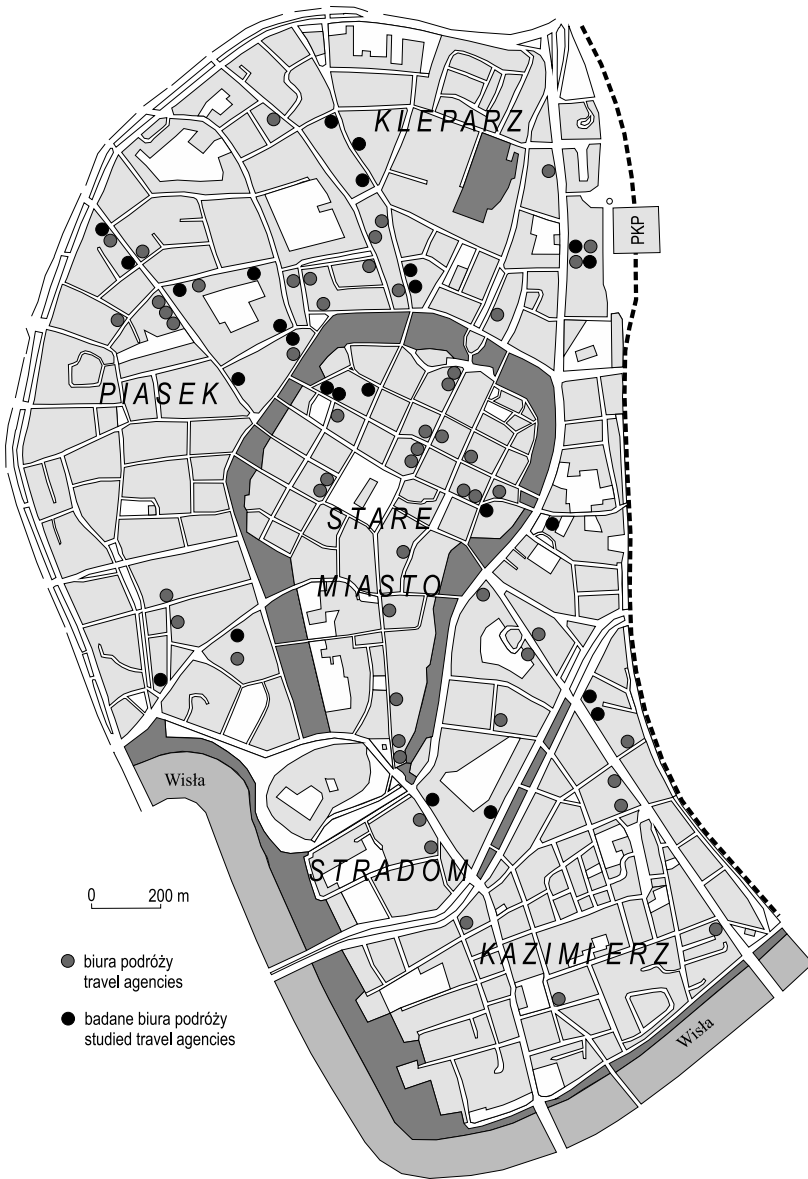 KLEPARZ
PKP
PIASEK
STARE
MIASTO
Wisła
STRADOM
0 200 m
KAZIMIERZ
biura podróży
travel agencies
badane biura podróży
studied travel agencies
Wisła